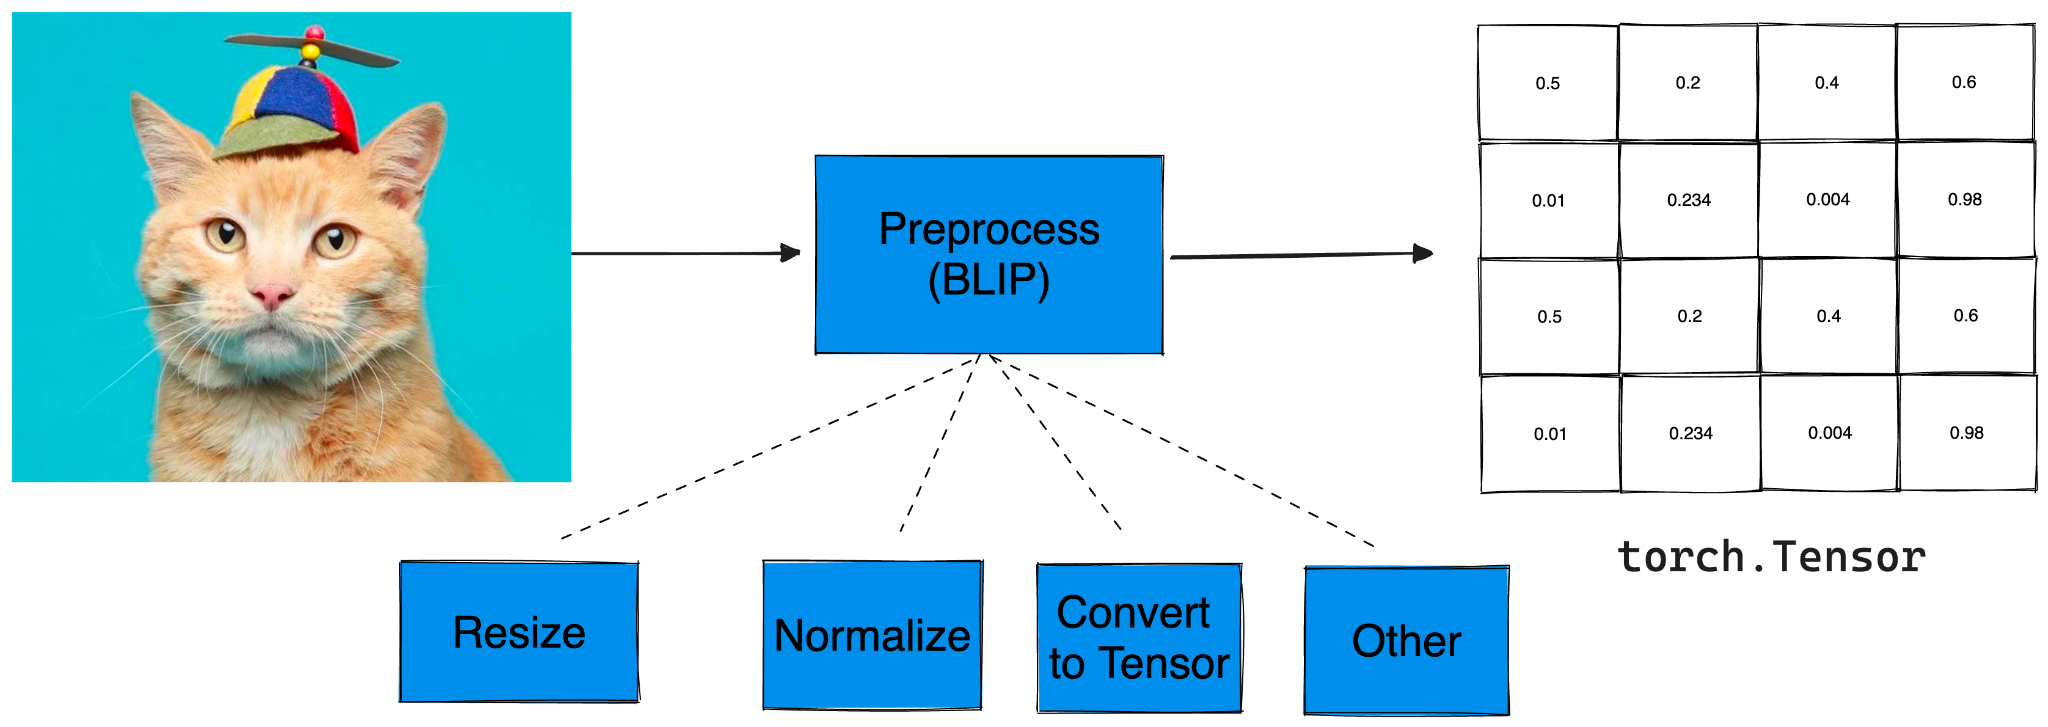 Preprocess
(BLIP)
0.5 0.2 0.4 0.6
0.01 0.234 0.004 0.98
0.5 0.2 0.4 0.6
0.01 0.234 0.004 0.98
torch.Tensor
Resize
Normalize
Convert
to Tensor
Other